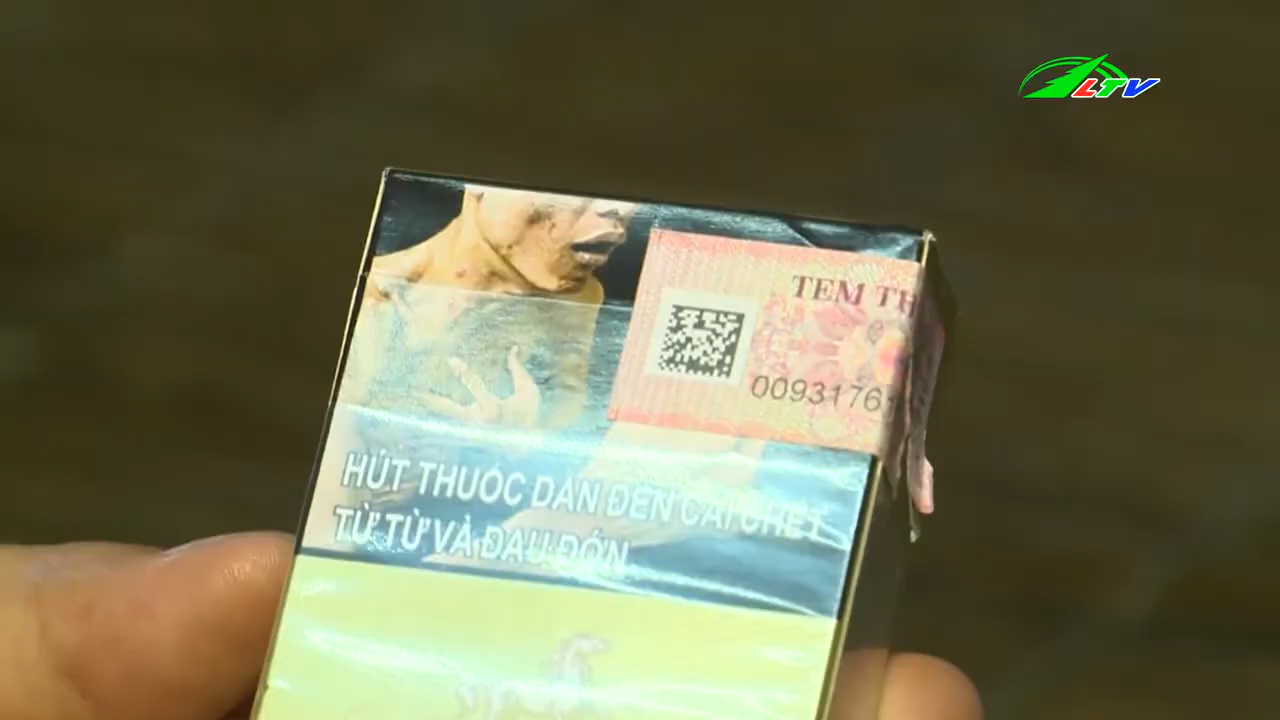 LTV
TEM TH
0093176
HÚT THUỐC DẪN ĐẾN CÁI CHẾT
TỪ TỪ VÀ ĐAU ĐỚN